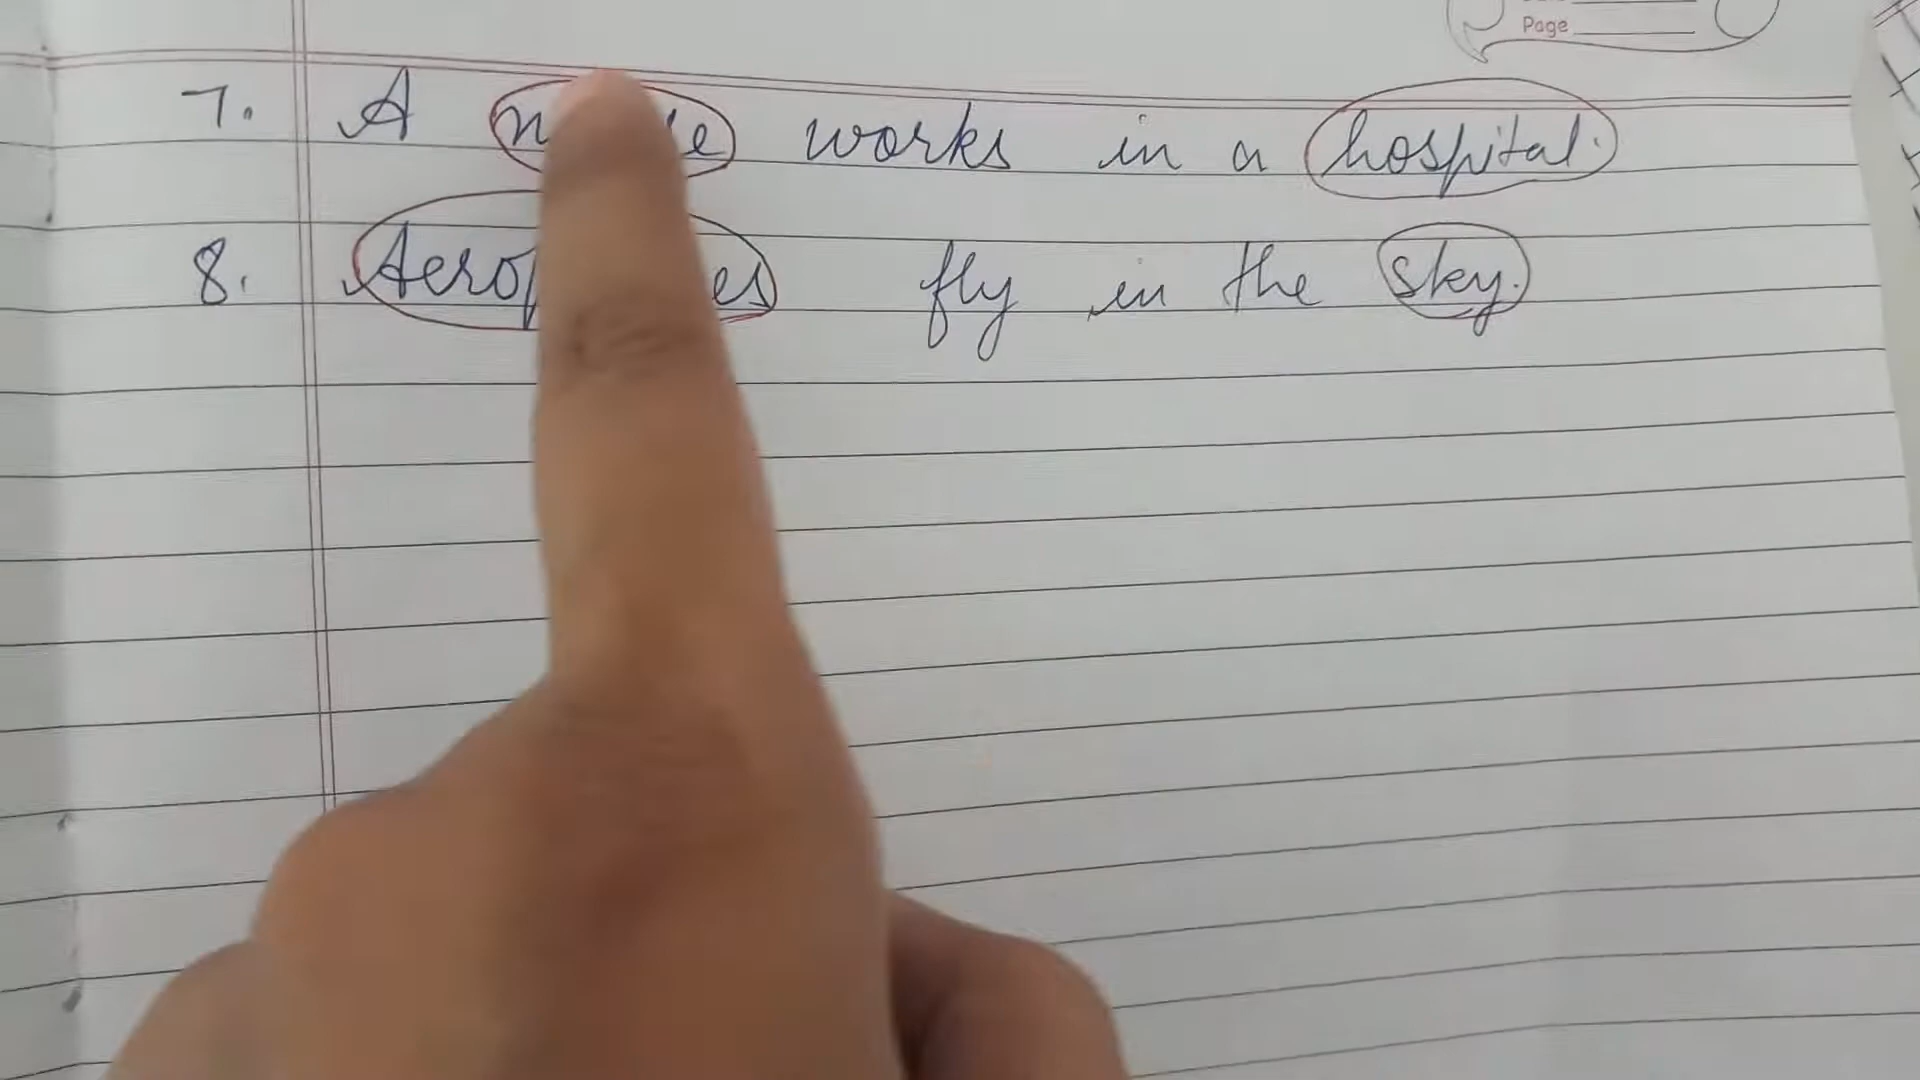 Page
7. A works in a hospital.
8. fly in the sky.